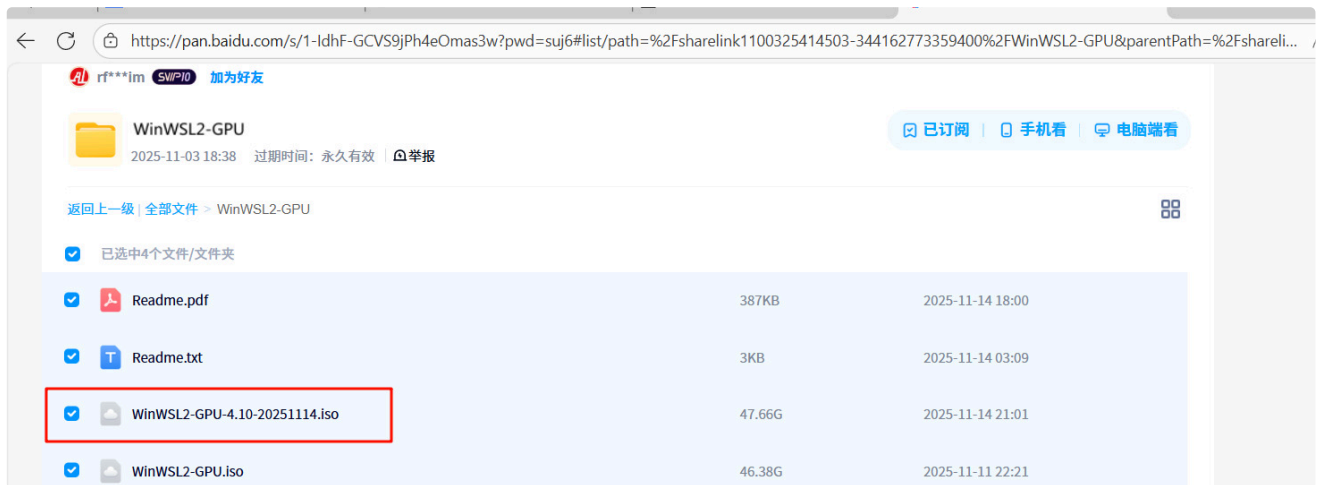 https://pan.baidu.com/s/1-IdhF-GCVS9jPh4eOmas3w?pwd=suj6#list/path=%2Fsharelink1100325414503-344162773359400%2FWinWSL2-GPU&parentPath=%2Fshareli...
rf***im SVIP10 加为好友
WinWSL2-GPU
已订阅 手机看 电脑端看
2025-11-03 18:38 过期时间：永久有效 举报
返回上一级 | 全部文件 > WinWSL2-GPU
已选中4个文件/文件夹
Readme.pdf 387KB 2025-11-14 18:00
Readme.txt 3KB 2025-11-14 03:09
WinWSL2-GPU-4.10-20251114.iso 47.66G 2025-11-14 21:01
WinWSL2-GPU.iso 46.38G 2025-11-11 22:21